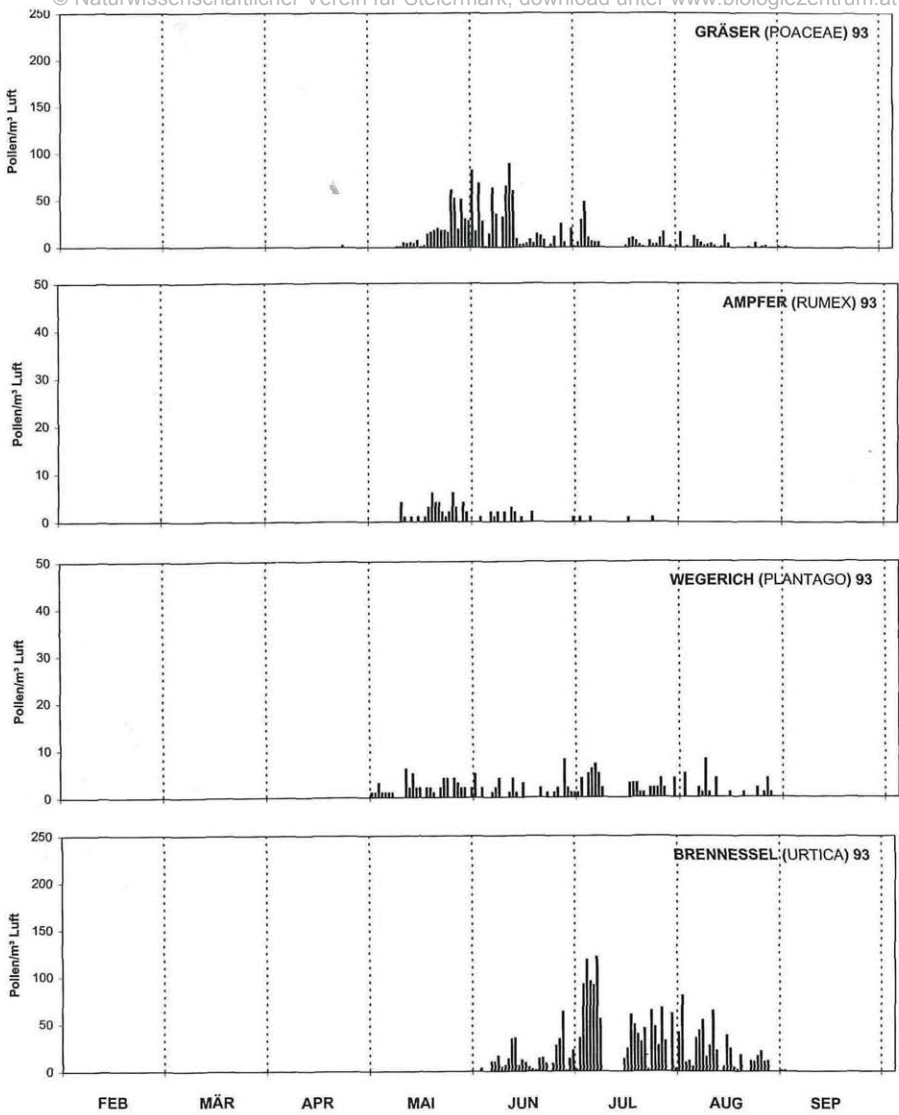 © Naturwissenschaftlicher Verein für Steiermark; download unter www.biologiezentrum.at
GRÄSER (POACEAE) 93
Pollen/m³ Luft
250
200
150
100
50
0
AMPFER (RUMEX) 93
Pollen/m³ Luft
50
40
30
20
10
0
WEGERICH (PLANTAGO) 93
Pollen/m³ Luft
50
40
30
20
10
0
BRENNESSEL (URTICA) 93
Pollen/m³ Luft
250
200
150
100
50
0
FEB MÄR APR MAI JUN JUL AUG SEP